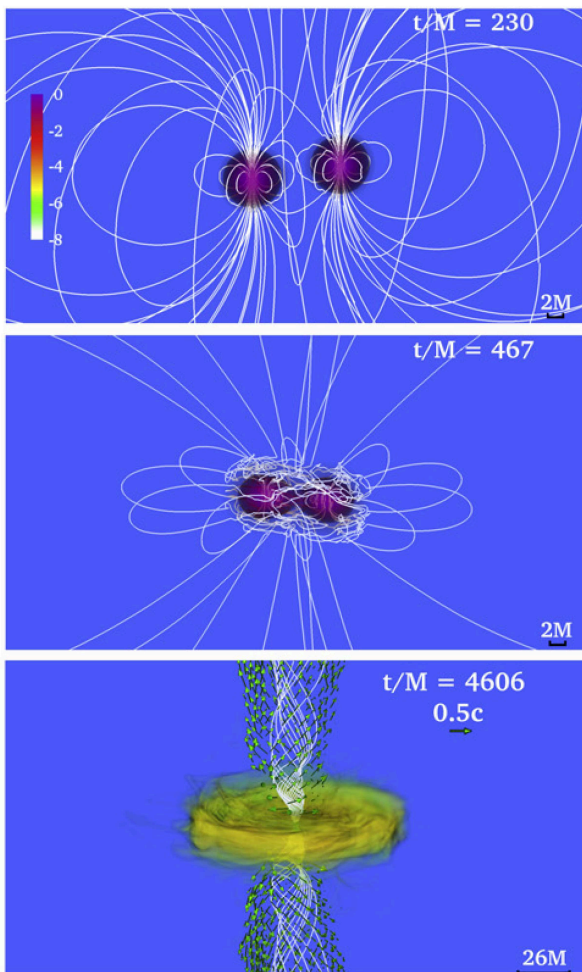 t/M = 230
0
-2
-4
-6
-8
2M
t/M = 467
2M
t/M = 4606
0.5c
26M